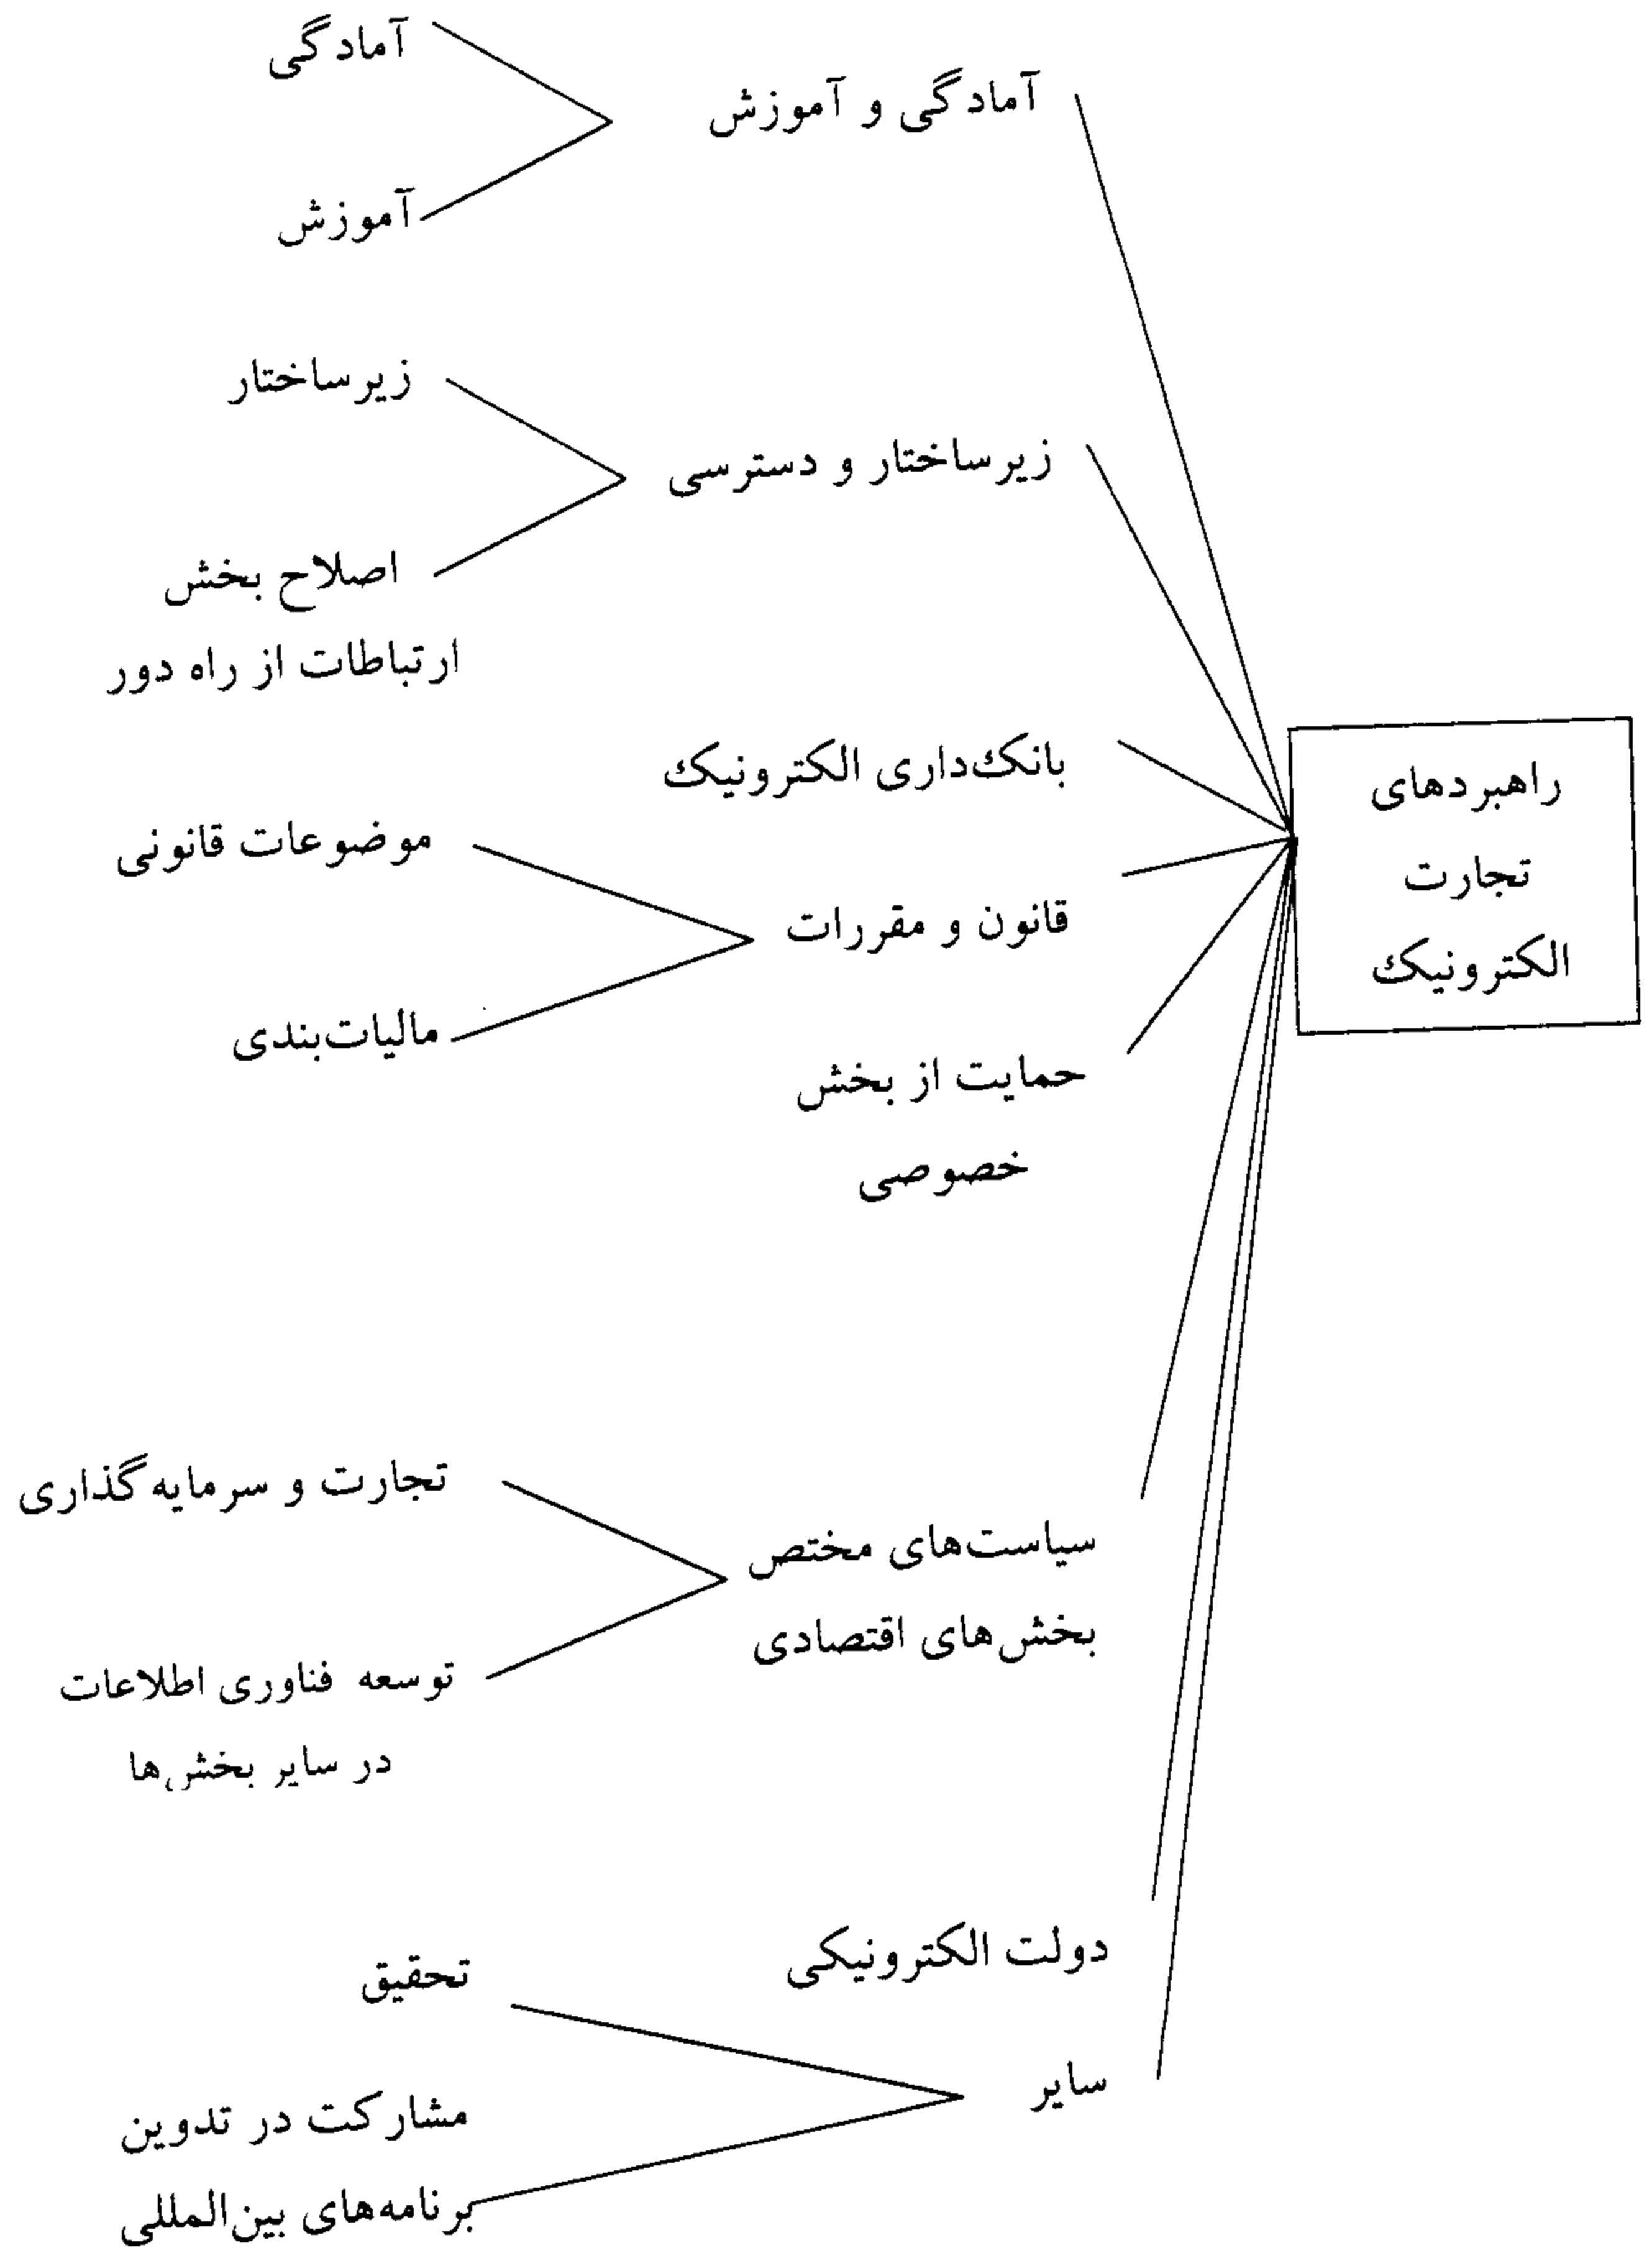 راهبردهای
تجارت
الکترونیک
آمادگی و آموزش
آمادگی
آموزش
زیرساختار و دسترسی
زیرساختار
اصلاح بخش
ارتباطات از راه دور
بانک‌داری الکترونیک
قانون و مقررات
موضوعات قانونی
مالیات‌بندی
حمایت از بخش
خصوصی
سیاست‌های مختص
بخش‌های اقتصادی
تجارت و سرمایه‌گذاری
توسعه فناوری اطلاعات
در سایر بخش‌ها
دولت الکترونیکی
سایر
تحقیق
مشارکت در تدوین
برنامه‌های بین‌المللی